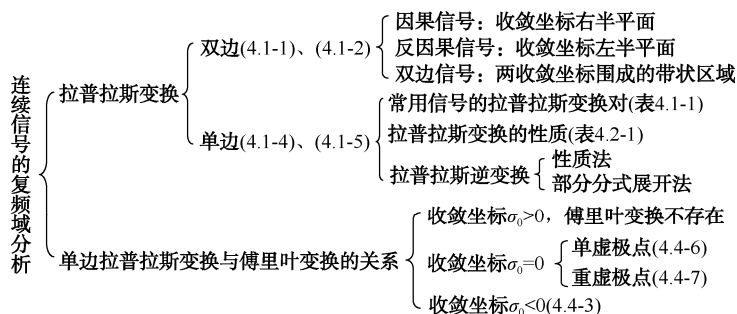 连续信号的复频域分析
拉普拉斯变换
双边(4.1-1)、(4.1-2)
因果信号：收敛坐标右半平面
反因果信号：收敛坐标左半平面
双边信号：两收敛坐标围成的带状区域
单边(4.1-4)、(4.1-5)
常用信号的拉普拉斯变换对(表4.1-1)
拉普拉斯变换的性质(表4.2-1)
拉普拉斯逆变换
性质法
部分分式展开法
单边拉普拉斯变换与傅里叶变换的关系
收敛坐标σ₀>0，傅里叶变换不存在
收敛坐标σ₀=0
单虚极点(4.4-6)
重虚极点(4.4-7)
收敛坐标σ₀<0(4.4-3)